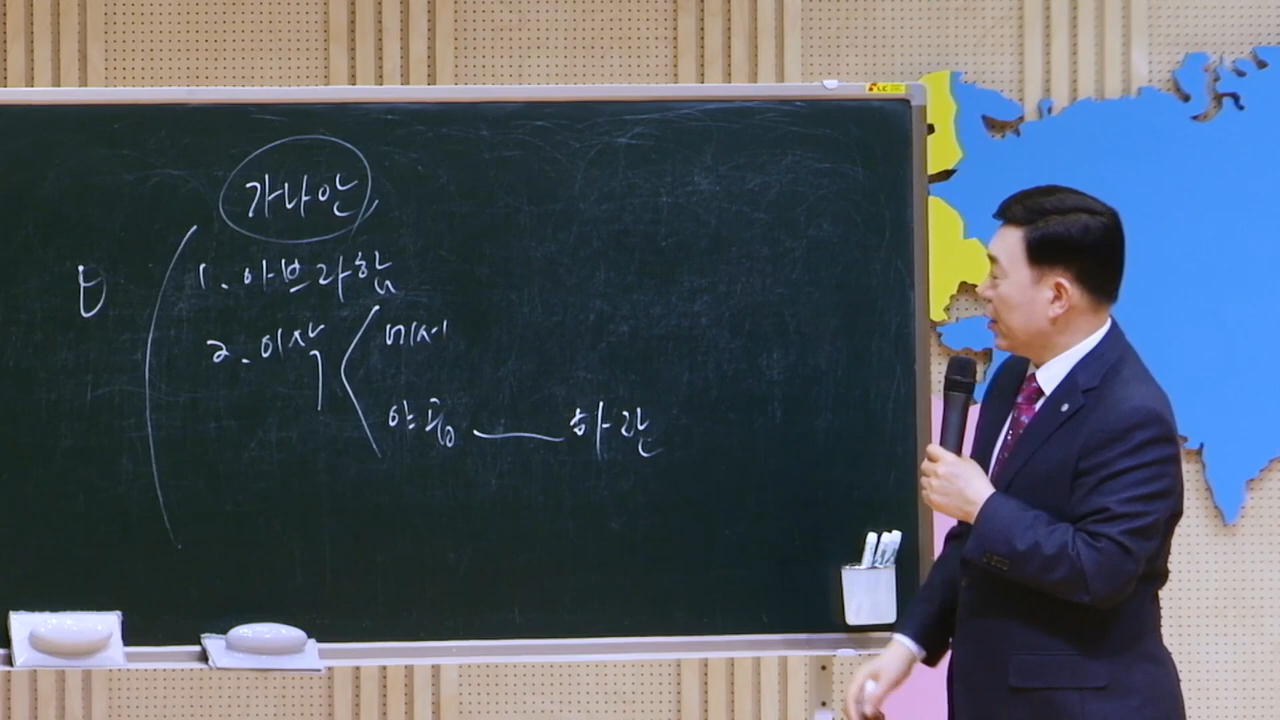 가나안
1. 아브라함
2. 이삭
에서
야곱 — 하란